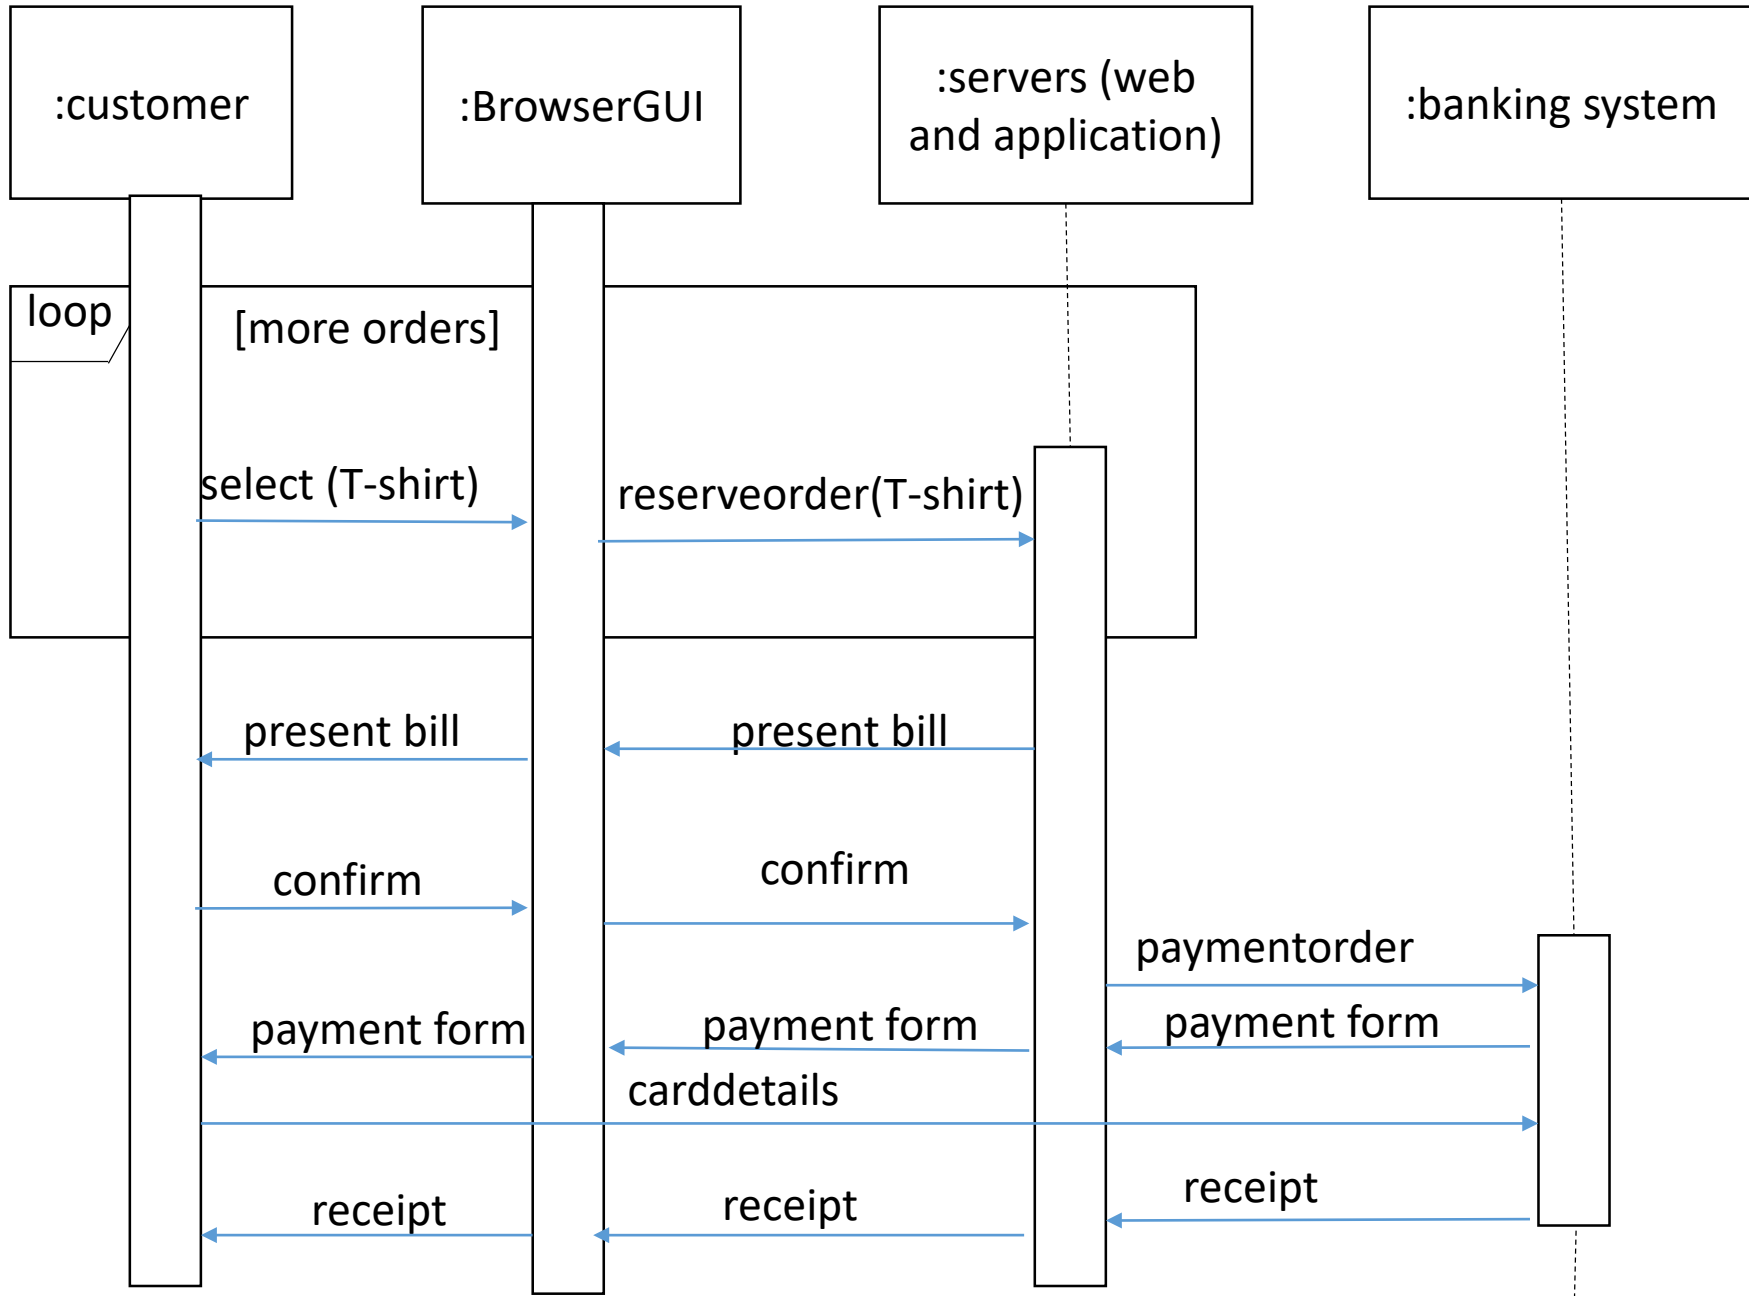 :customer
:BrowserGUI
:servers (web
and application)
:banking system
loop
[more orders]
select (T-shirt)
reserveorder(T-shirt)
present bill
present bill
confirm
confirm
paymentorder
payment form
payment form
payment form
carddetails
receipt
receipt
receipt